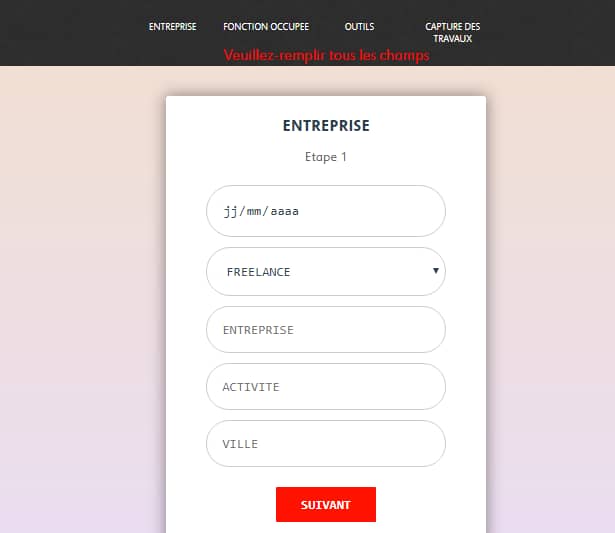 ENTREPRISE FONCTION OCCUPEE OUTILS CAPTURE DES
TRAVAUX
Veuillez-remplir tous les champs
ENTREPRISE
Etape 1
jj/mm/aaaa
FREELANCE
ENTREPRISE
ACTIVITE
VILLE
SUIVANT